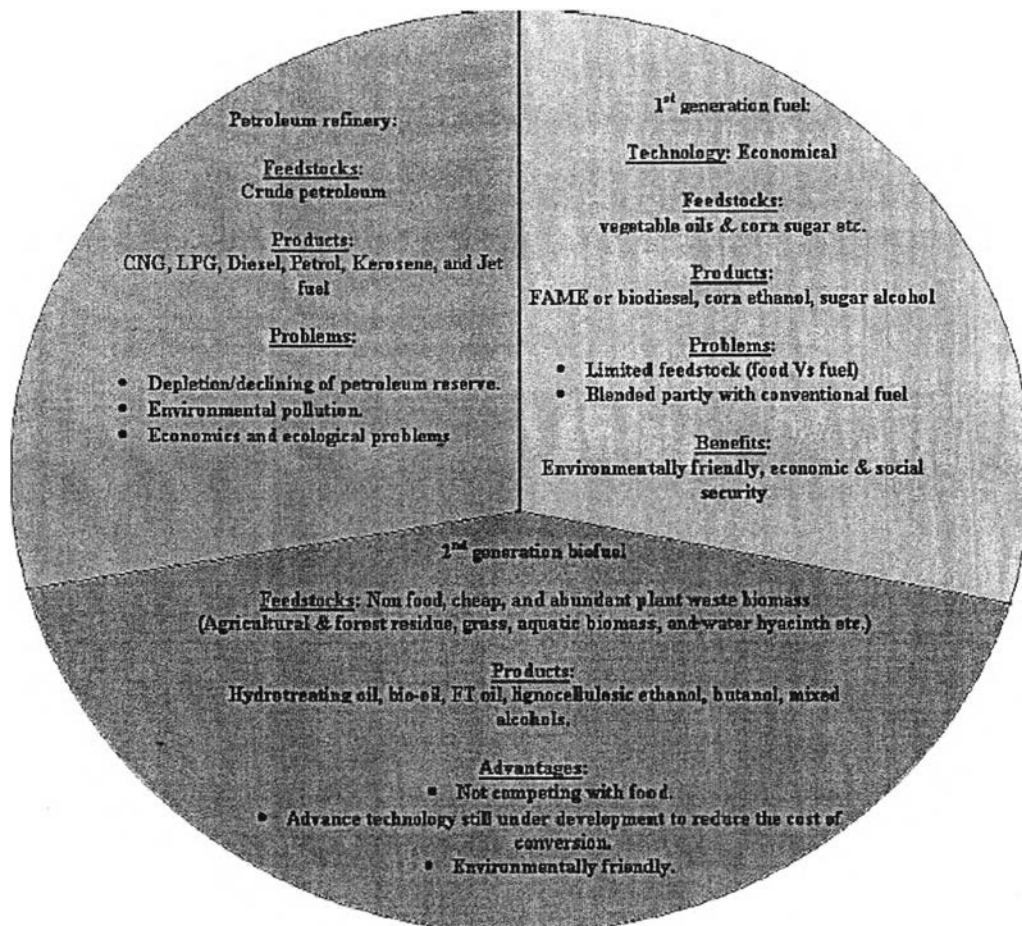 Petroleum refinery:
Feedstocks:
Crude petroleum
Products:
CNG, LPG, Diesel, Petrol, Kerosene, and Jet
fuel
Problems:
• Depletion/declining of petroleum reserve.
• Environmental pollution.
• Economics and ecological problems
1st generation fuel:
Technology: Economical
Feedstocks:
vegetable oils & corn sugar etc.
Products:
FAME or biodiesel, corn ethanol, sugar alcohol
Problems:
• Limited feedstock (food Vs fuel)
• Blended partly with conventional fuel
Benefits:
Environmentally friendly, economic & social
security
2nd generation biofuel
Feedstocks: Non food, cheap, and abundant plant waste biomass
(Agricultural & forest residue, grass, aquatic biomass, and water hyacinth etc.)
Products:
Hydrotreating oil, bio-oil, FT oil, lignocellulosic ethanol, butanol, mixed
alcohols.
Advantages:
• Not competing with food.
• Advance technology still under development to reduce the cost of
conversion.
• Environmentally friendly.